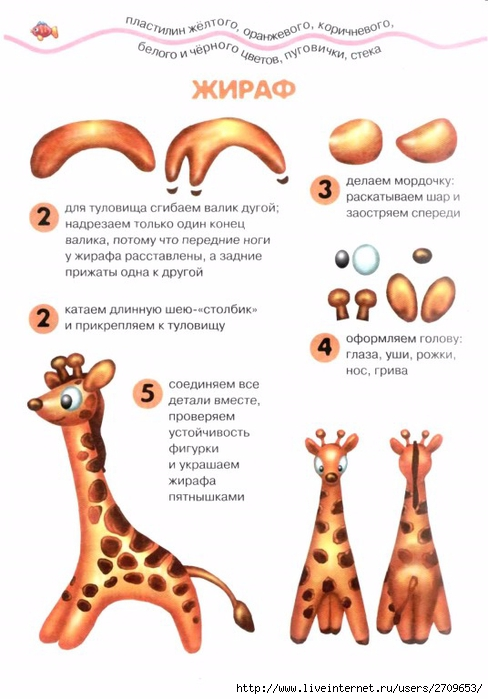 пластилин жёлтого, оранжевого, коричневого,
белого и чёрного цветов, пуговички, стека
ЖИРАФ
2
для туловища сгибаем валик дугой;
надрезаем только один конец
валика, потому что передние ноги
у жирафа расставлены, а задние
прижаты одна к другой
3
делаем мордочку:
раскатываем шар и
заостряем спереди
2
катаем длинную шею-«столбик»
и прикрепляем к туловищу
4
оформляем голову:
глаза, уши, рожки,
нос, грива
5
соединяем все
детали вместе,
проверяем
устойчивость
фигурки
и украшаем
жирафа
пятнышками
http://www.liveinternet.ru/users/2709653/